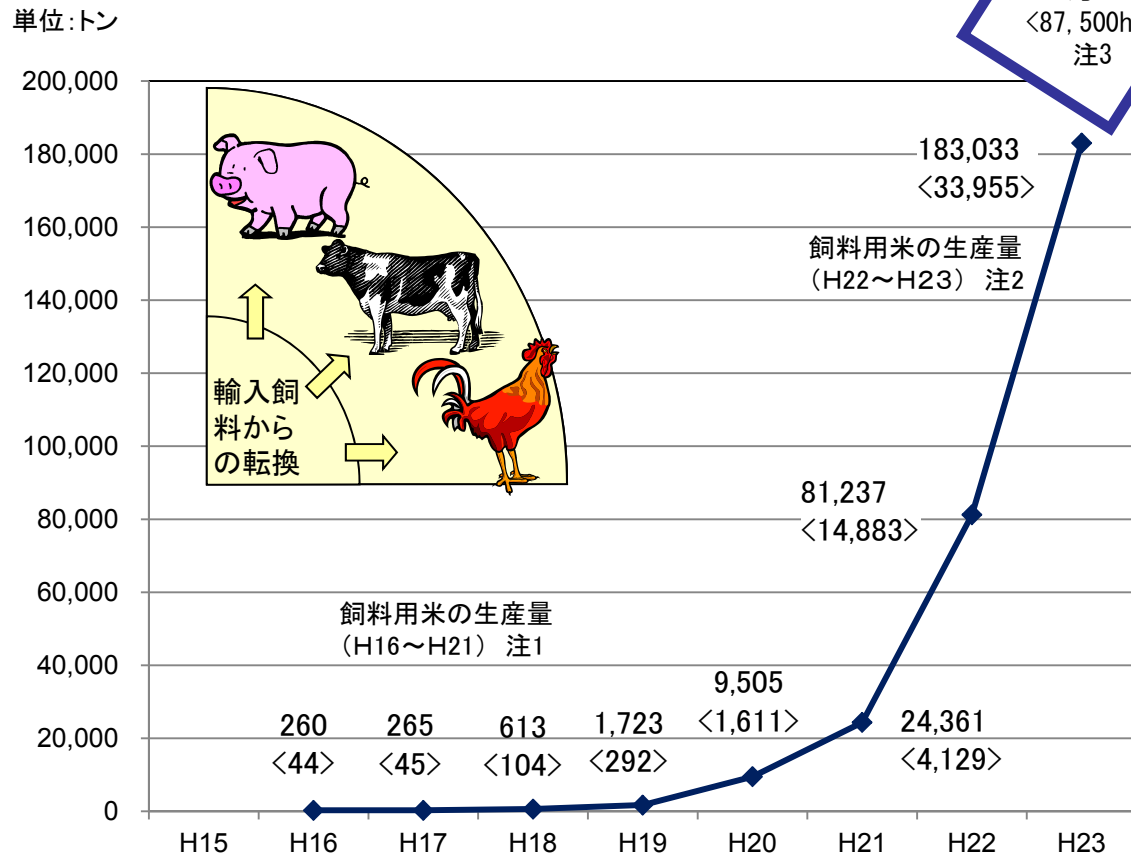 単位:トン
<87,500h
注3
200,000
180,000
160,000
140,000
120,000
100,000
80,000
60,000
40,000
20,000
0
輸入飼
料から
の転換
183,033
<33,955>
飼料用米の生産量
(H22～H23) 注2
81,237
<14,883>
飼料用米の生産量
(H16～H21) 注1
260
<44>
265
<45>
613
<104>
1,723
<292>
9,505
<1,611>
24,361
<4,129>
H15 H16 H17 H18 H19 H20 H21 H22 H23